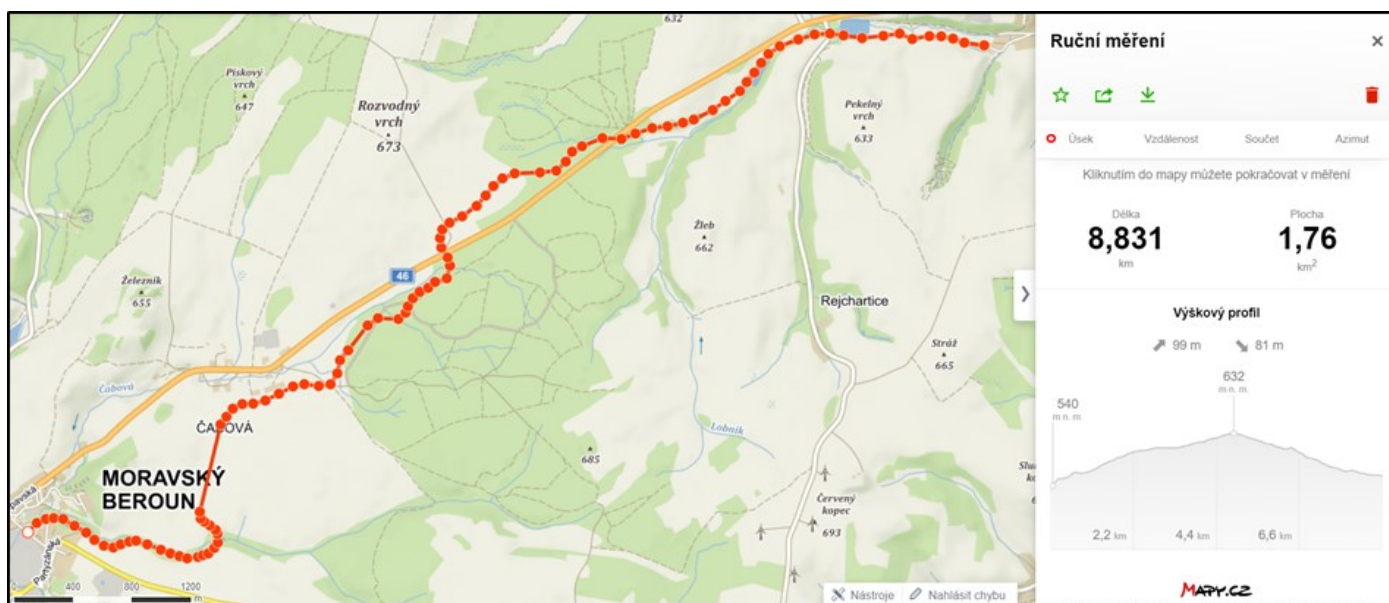 632
Pískový
vrch
647
Rozvodný
vrch
673
Pekelný
vrch
633
Žleb
662
46
Železník
655
Rejchartice
Stráž
665
Čabová
ČABOVÁ
Lobník
685
MORAVSKÝ
BEROUN
Červený
kopec
693
0 400 800 1200
m
Nástroje Nahlásit chybu
Ruční měření
Úsek Vzdálenost Součet Azimut
Kliknutím do mapy můžete pokračovat v měření
Délka Plocha
8,831 1,76
km km²
Výškový profil
99 m 81 m
632
m n. m.
540
m n. m.
2,2 km 4,4 km 6,6 km
MAPY.CZ